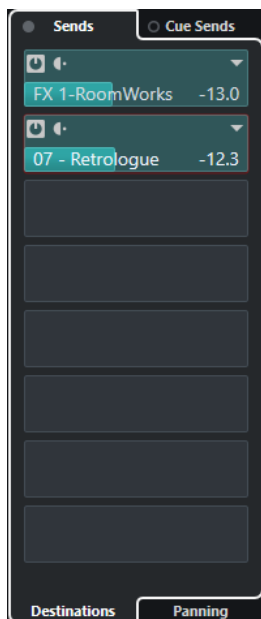 Sends Cue Sends
FX 1-RoomWorks -13.0
07 - Retrologue -12.3
Destinations Panning